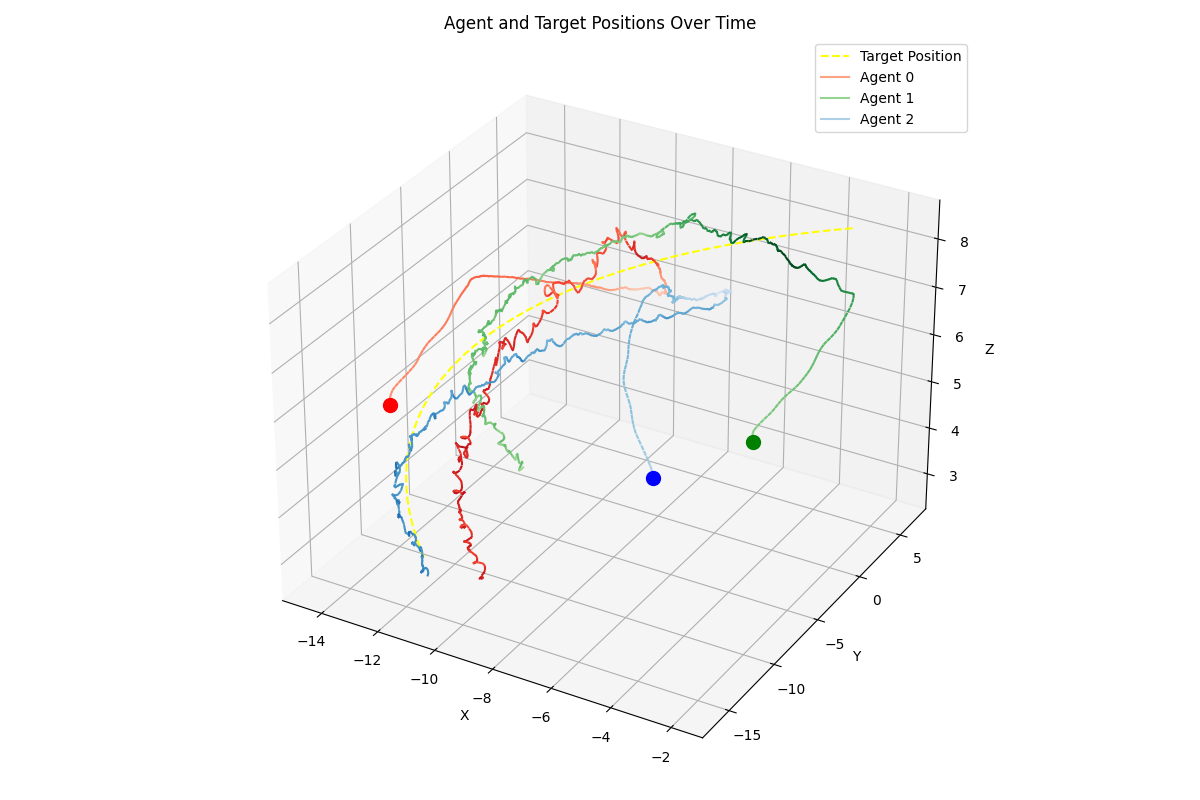 Agent and Target Positions Over Time
Target Position
Agent 0
Agent 1
Agent 2
8
7
6
5
4
3
Z
5
0
−5
−10
−15
Y
−14
−12
−10
−8
−6
−4
−2
X